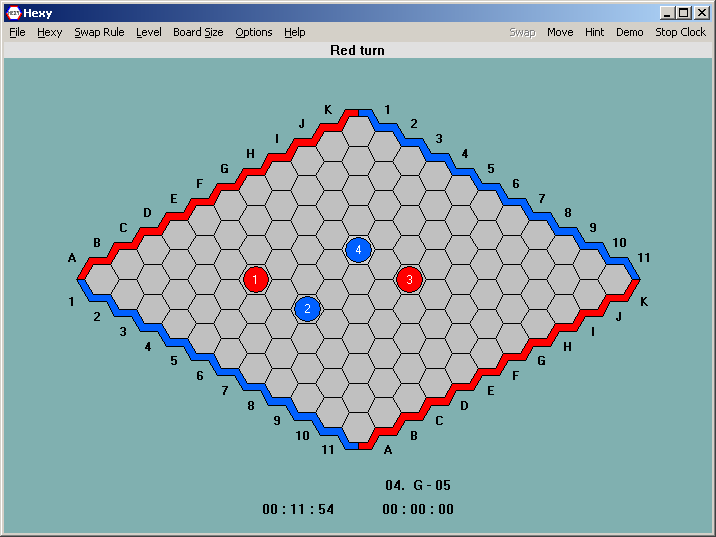 HEXY Hexy
File Hexy Swap Rule Level Board Size Options Help Swap Move Hint Demo Stop Clock
Red turn
K 1
J 2
I 3
H 4
G 5
F 6
E 7
D 8
C 9
B 10
A 11
4
1 3
1 K
2 J
2
3 I
4 H
5 G
6 F
7 E
8 D
9 C
10 B
11 A
04. G - 05
00 : 11 : 54 00 : 00 : 00